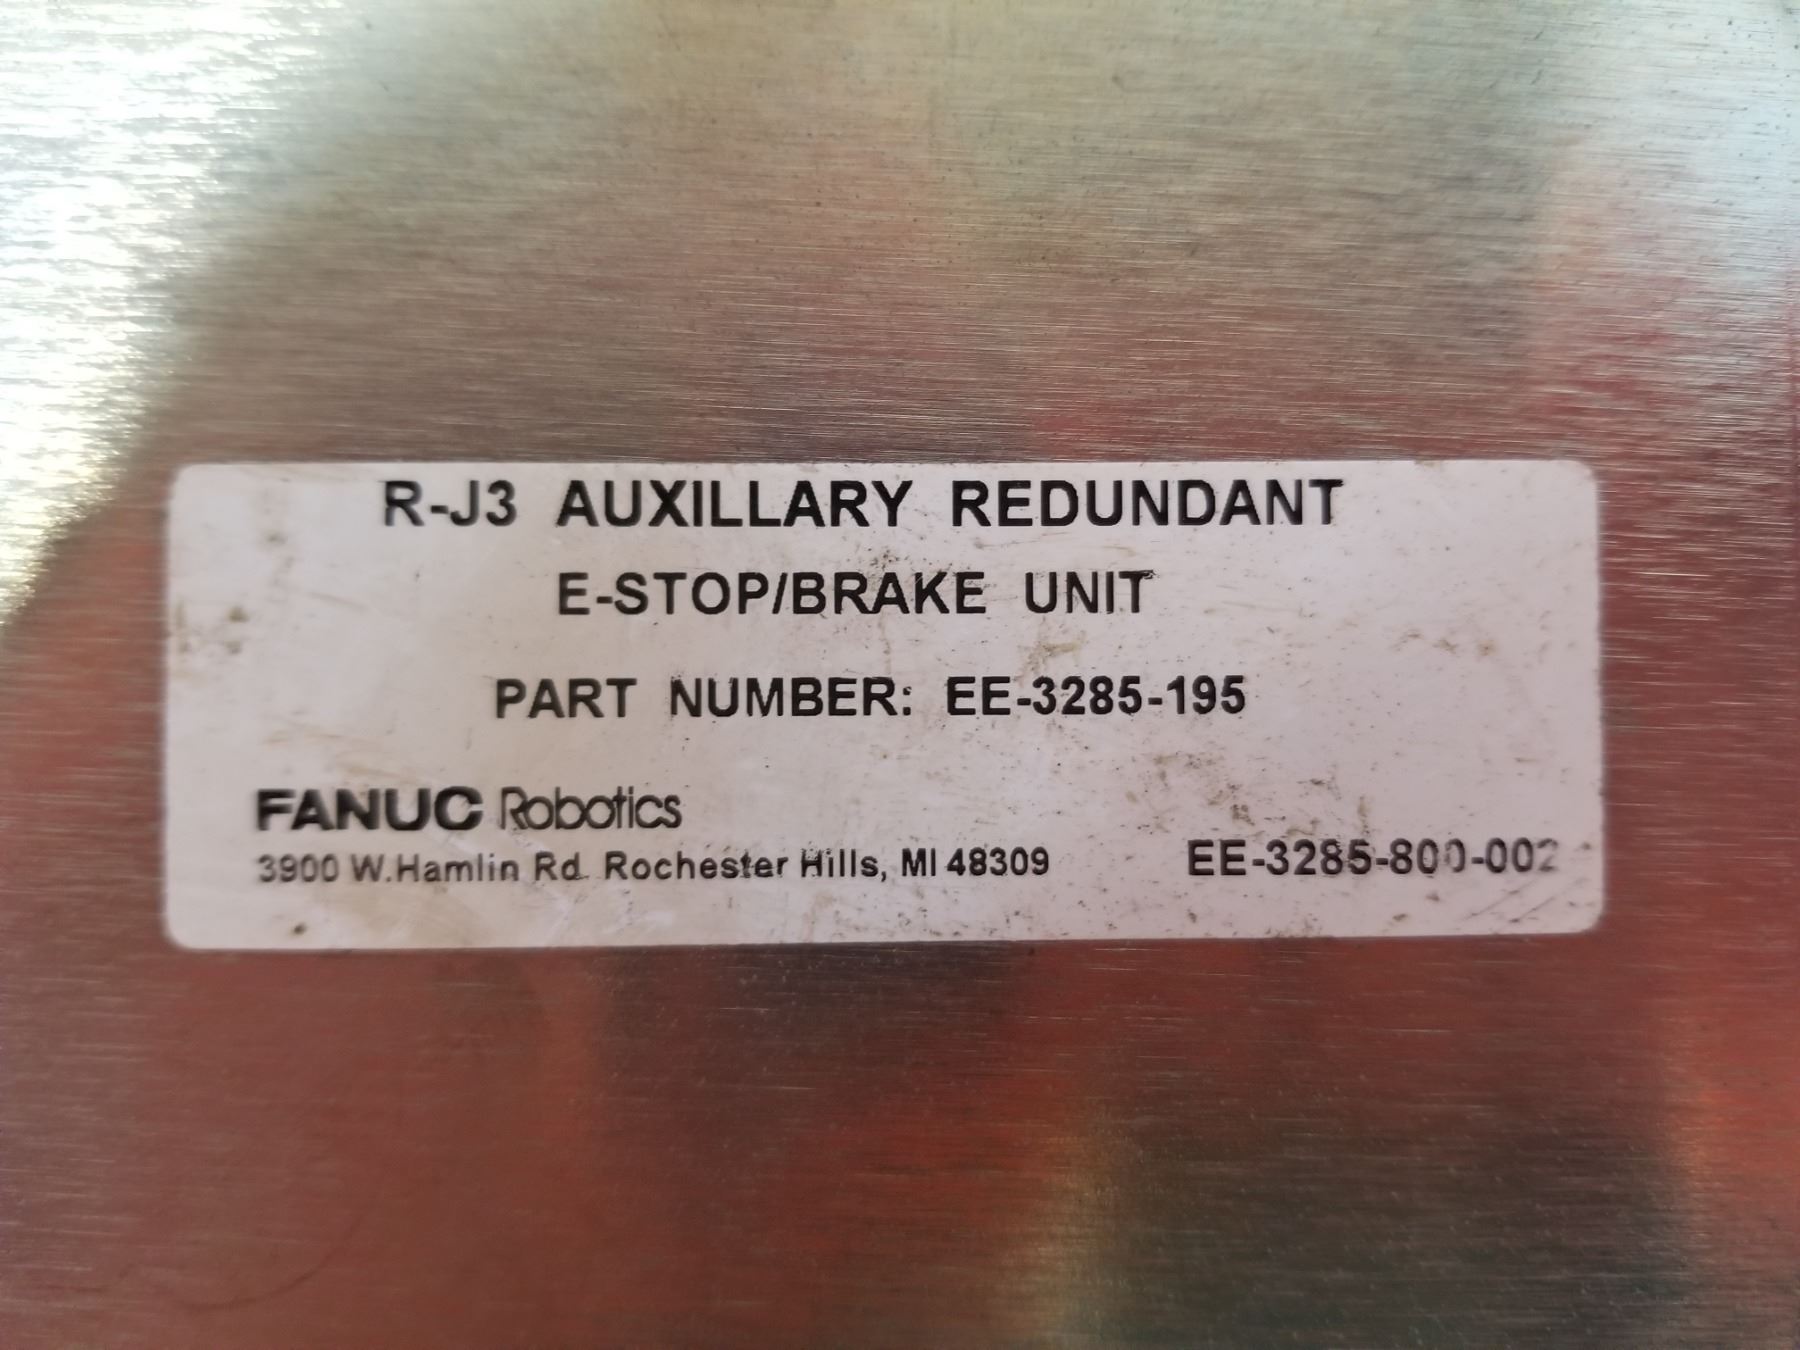 R-J3 AUXILLARY REDUNDANT
E-STOP/BRAKE UNIT
PART NUMBER: EE-3285-195
FANUC Robotics
3900 W.Hamlin Rd. Rochester Hills, MI 48309
EE-3285-800-002